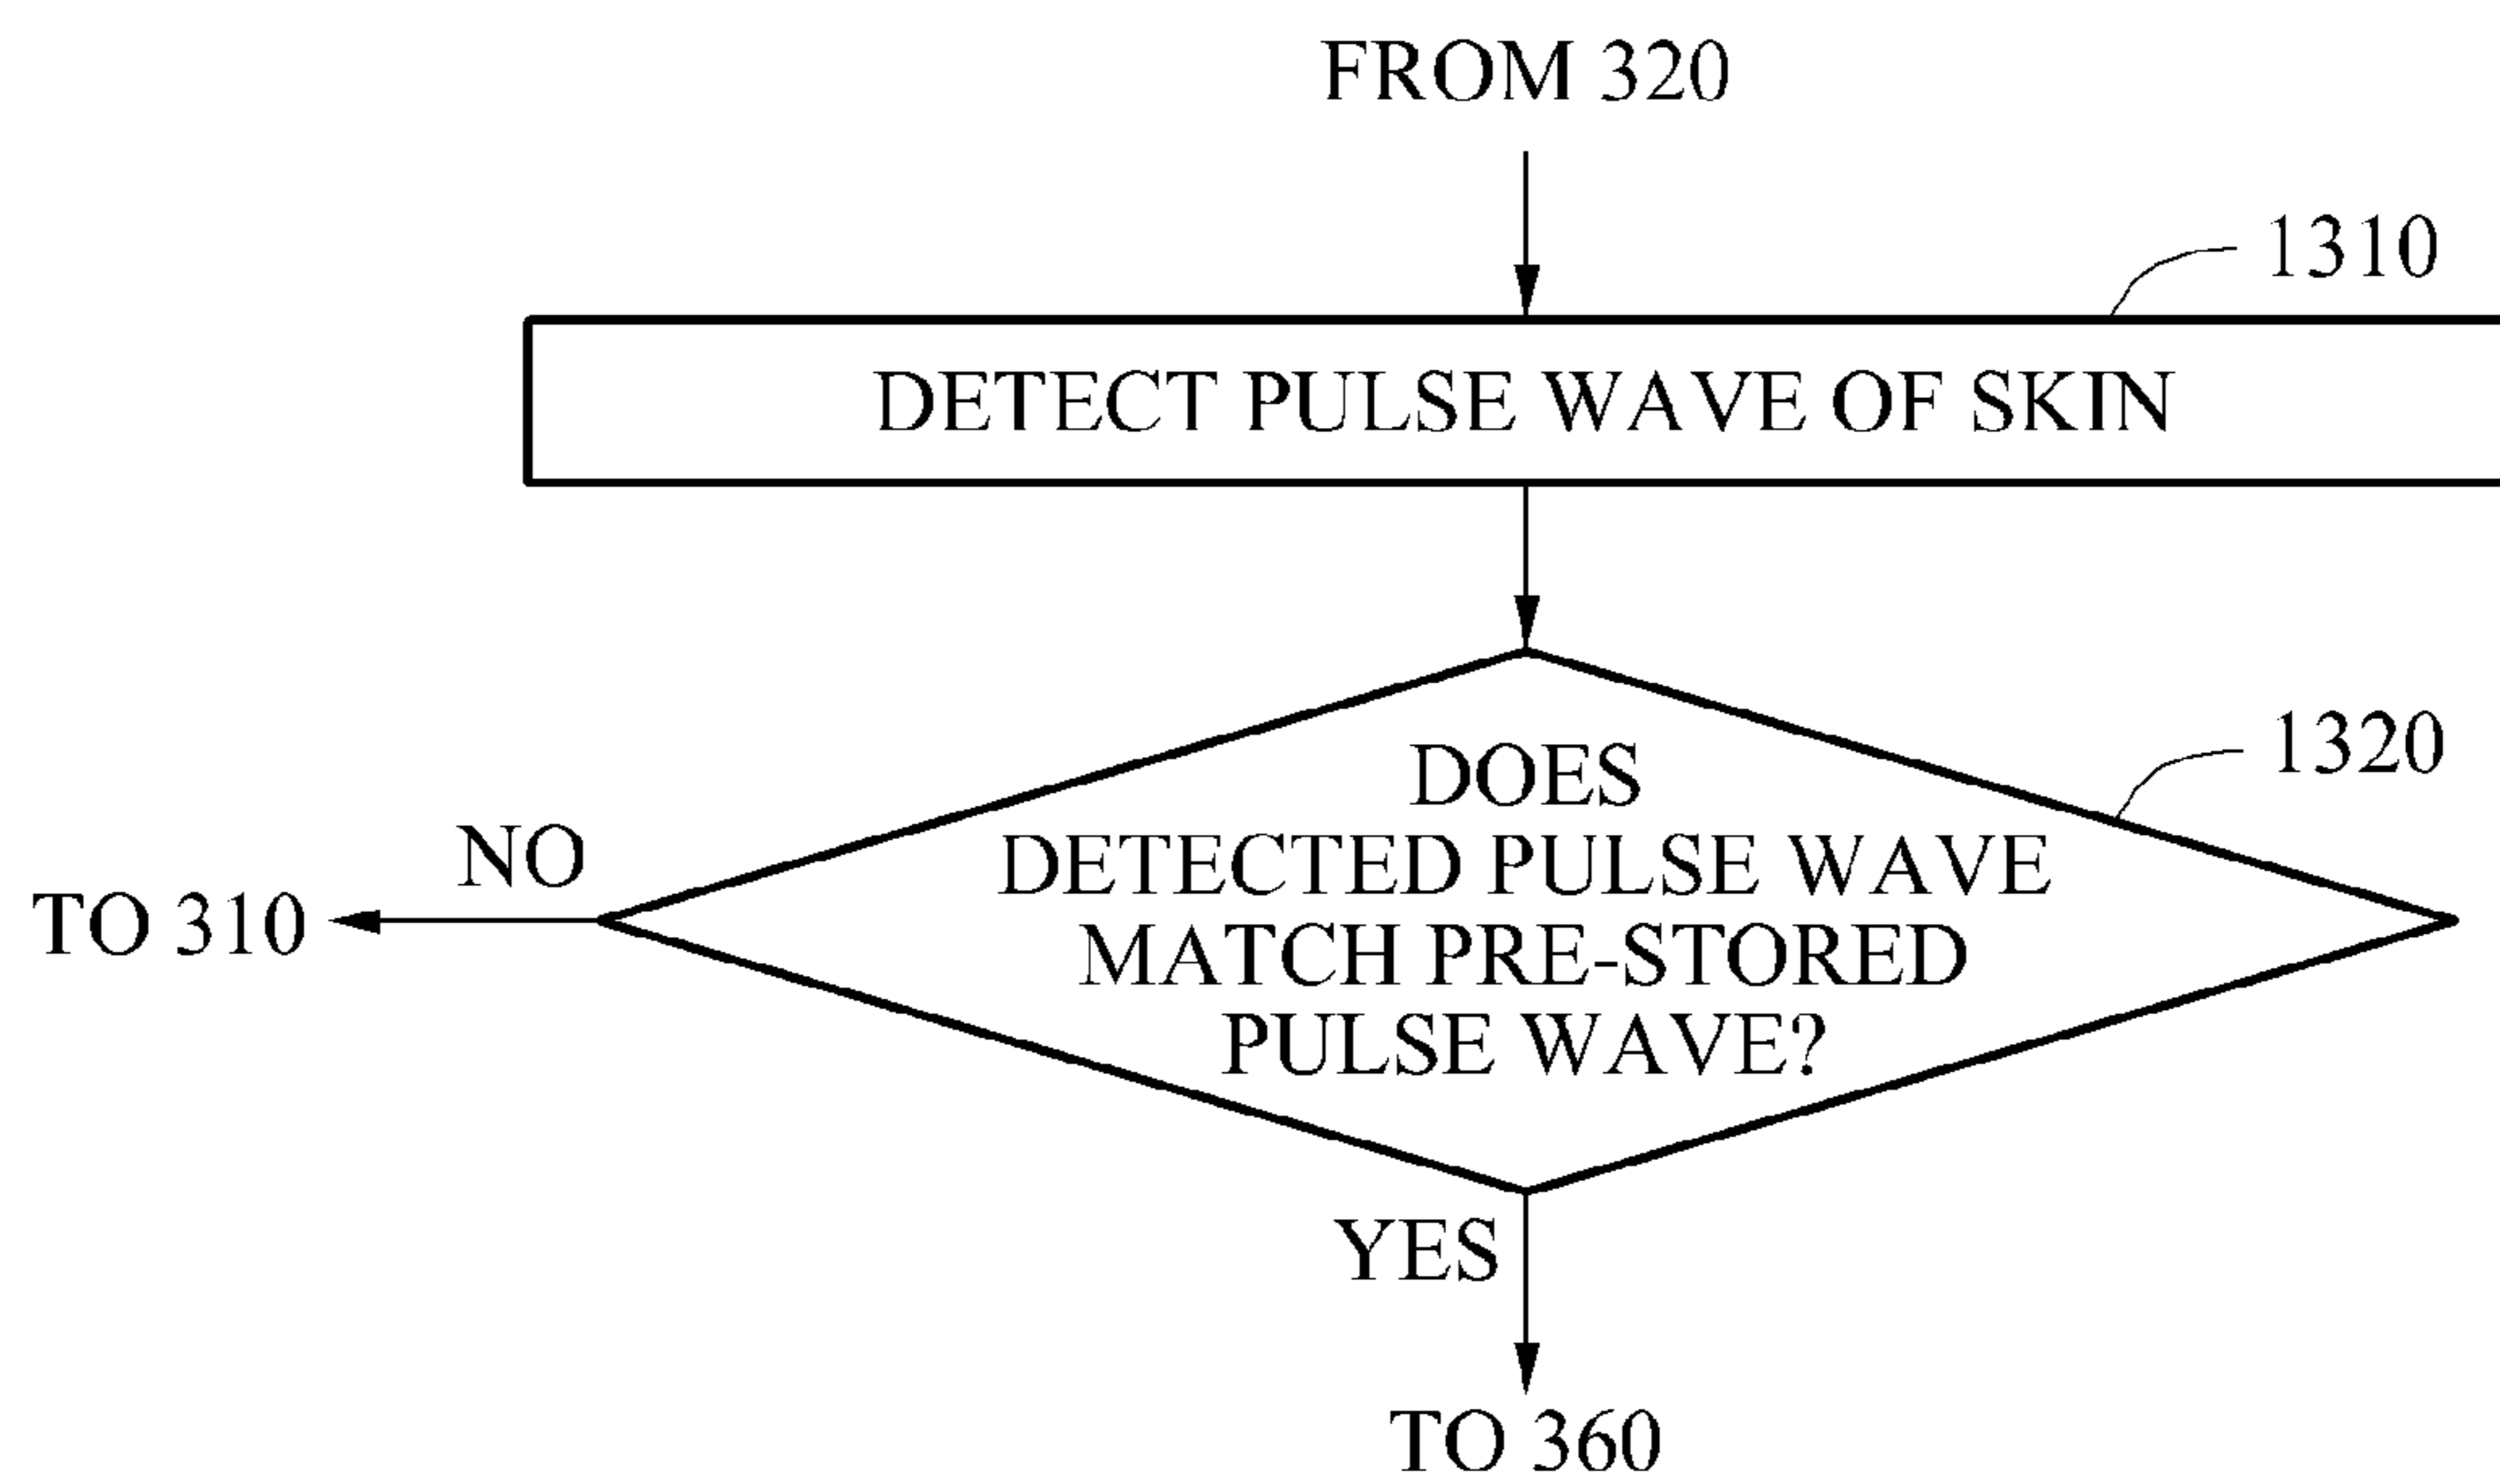 FROM 320
1310
DETECT PULSE WAVE OF SKIN
1320
DOES
DETECTED PULSE WAVE
MATCH PRE-STORED
PULSE WAVE?
NO
TO 310
YES
TO 360